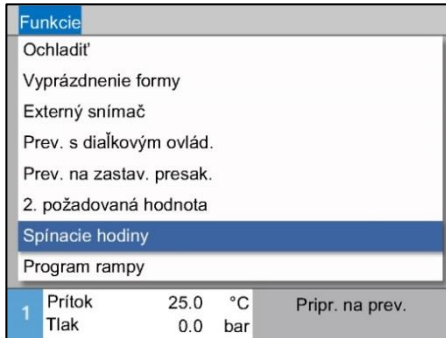 Funkcie
Ochladiť
Vyprázdnenie formy
Externý snímač
Prev. s diaľkovým ovlád.
Prev. na zastav. presak.
2. požadovaná hodnota
Spínacie hodiny
Program rampy
1 Prítok 25.0 °C Pripr. na prev.
Tlak 0.0 bar